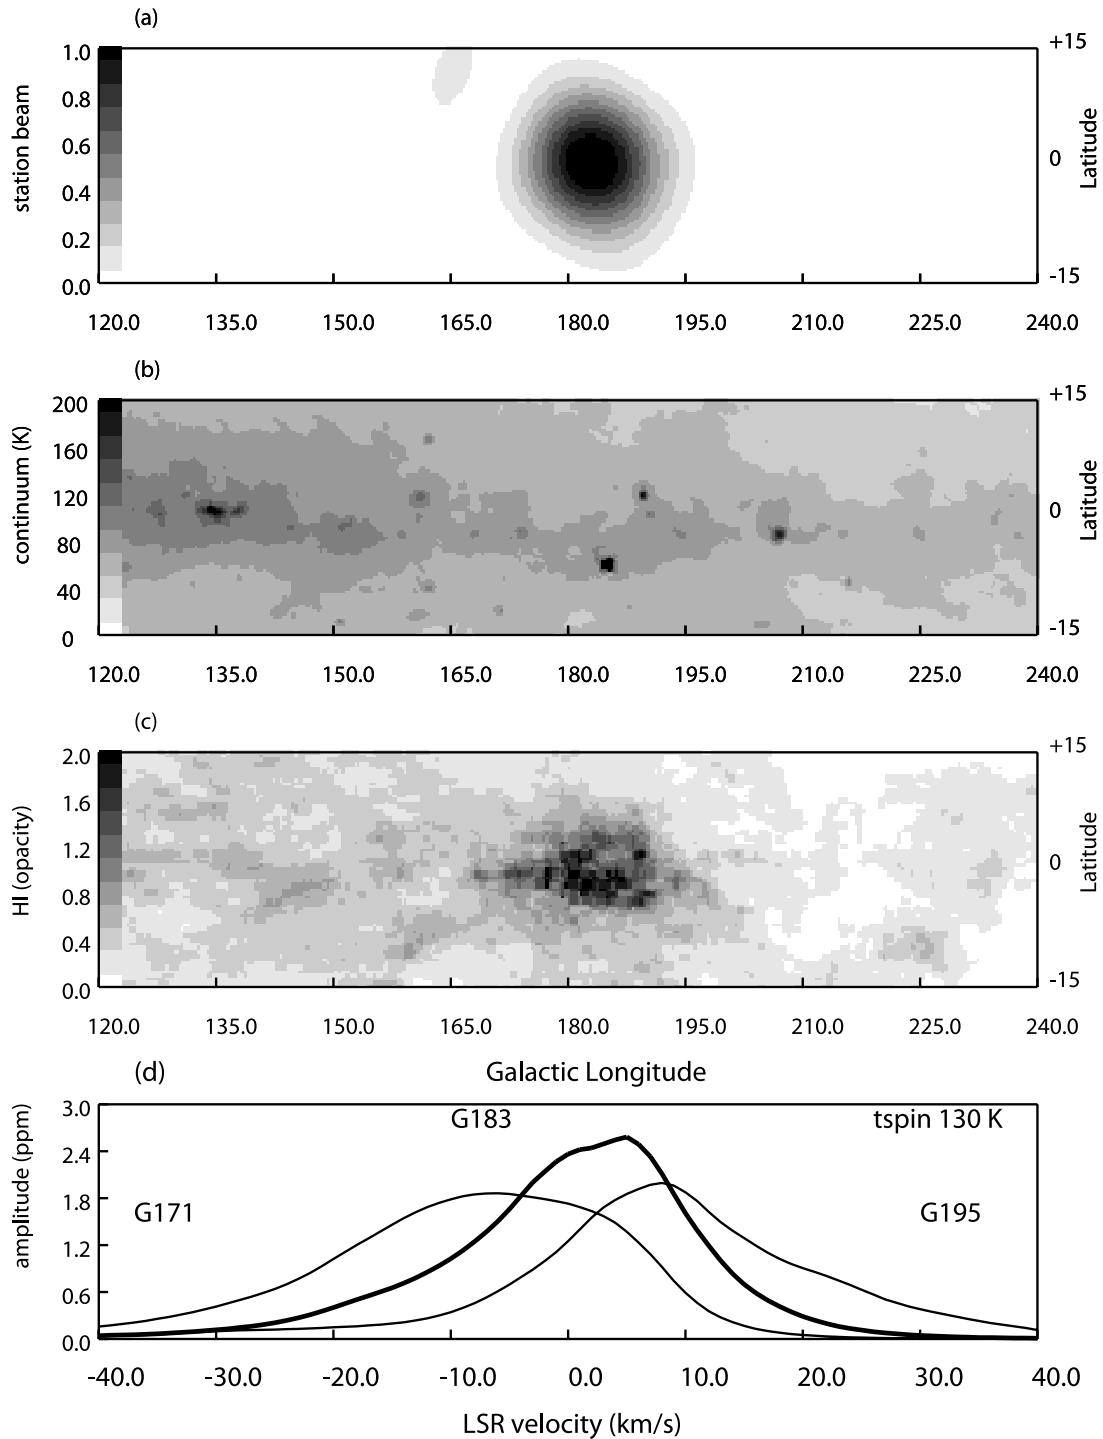 (a)
station beam
1.0
0.8
0.6
0.4
0.2
0.0
+15
0
-15
Latitude
120.0 135.0 150.0 165.0 180.0 195.0 210.0 225.0 240.0
(b)
continuum (K)
200
160
120
80
40
0
+15
0
-15
Latitude
120.0 135.0 150.0 165.0 180.0 195.0 210.0 225.0 240.0
(c)
HI (opacity)
2.0
1.6
1.2
0.8
0.4
0.0
+15
0
-15
Latitude
120.0 135.0 150.0 165.0 180.0 195.0 210.0 225.0 240.0
Galactic Longitude
(d)
amplitude (ppm)
3.0
2.4
1.8
1.2
0.6
0.0
G183
tspin 130 K
G171
G195
-40.0 -30.0 -20.0 -10.0 0.0 10.0 20.0 30.0 40.0
LSR velocity (km/s)